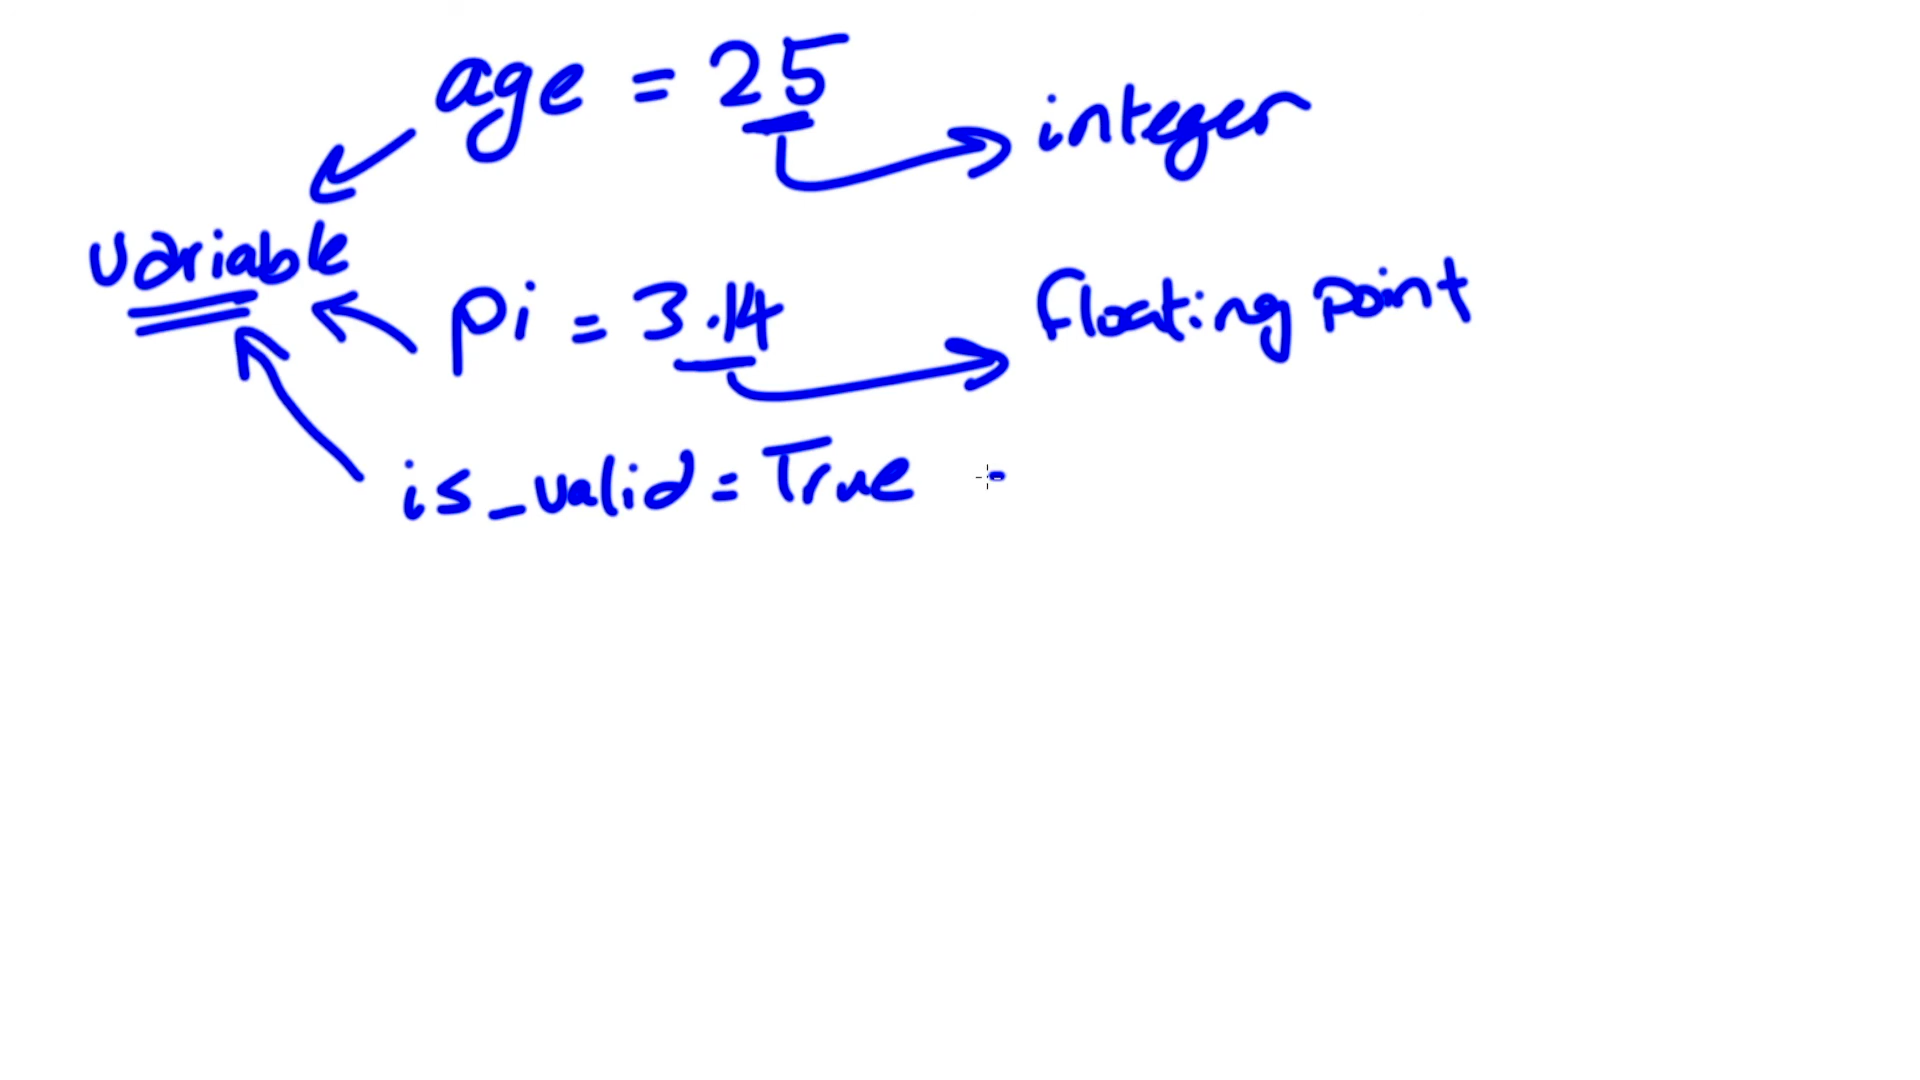 age = 25
integer
variable
pi = 3.14
floating point
is_valid = True